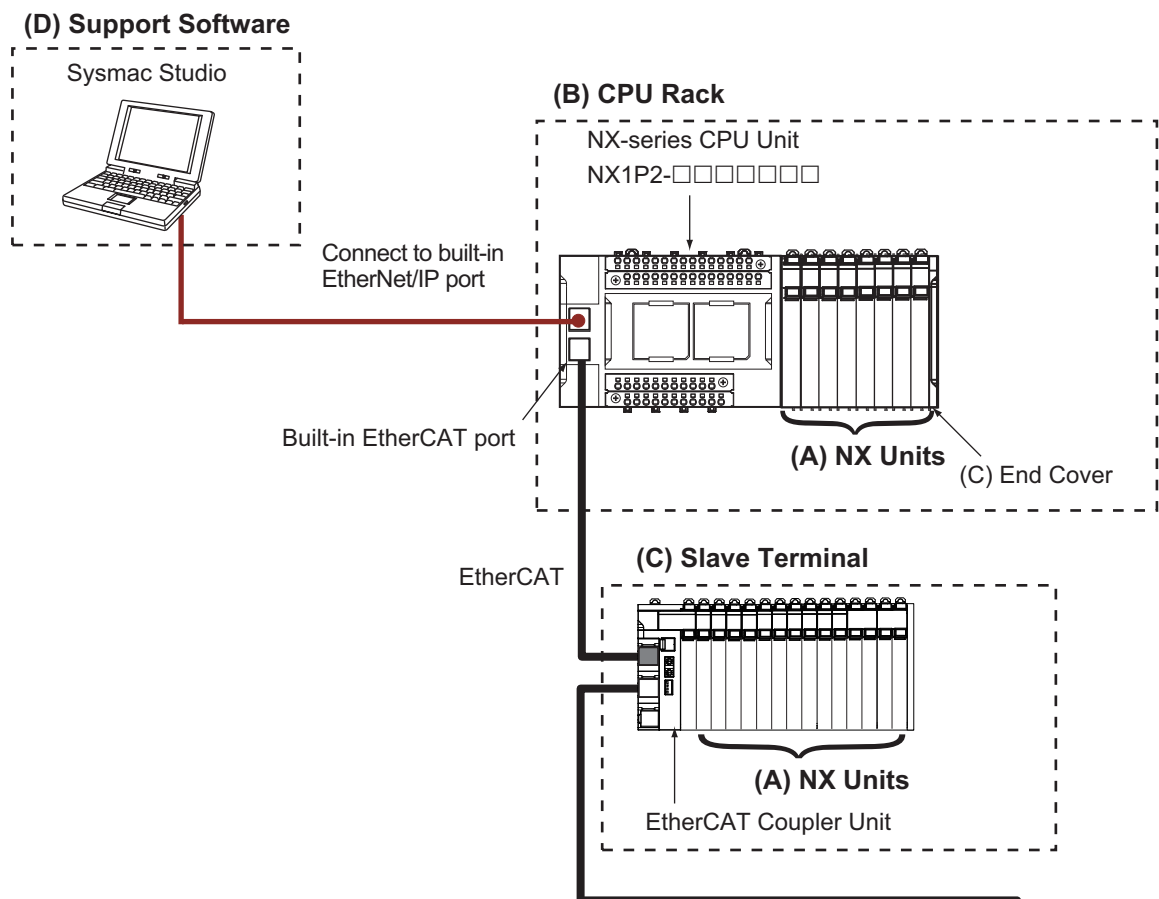 (D) Support Software
Sysmac Studio
(B) CPU Rack
NX-series CPU Unit
NX1P2-□□□□□□□
Connect to built-in
EtherNet/IP port
Built-in EtherCAT port
(A) NX Units
(C) End Cover
EtherCAT
(C) Slave Terminal
(A) NX Units
EtherCAT Coupler Unit